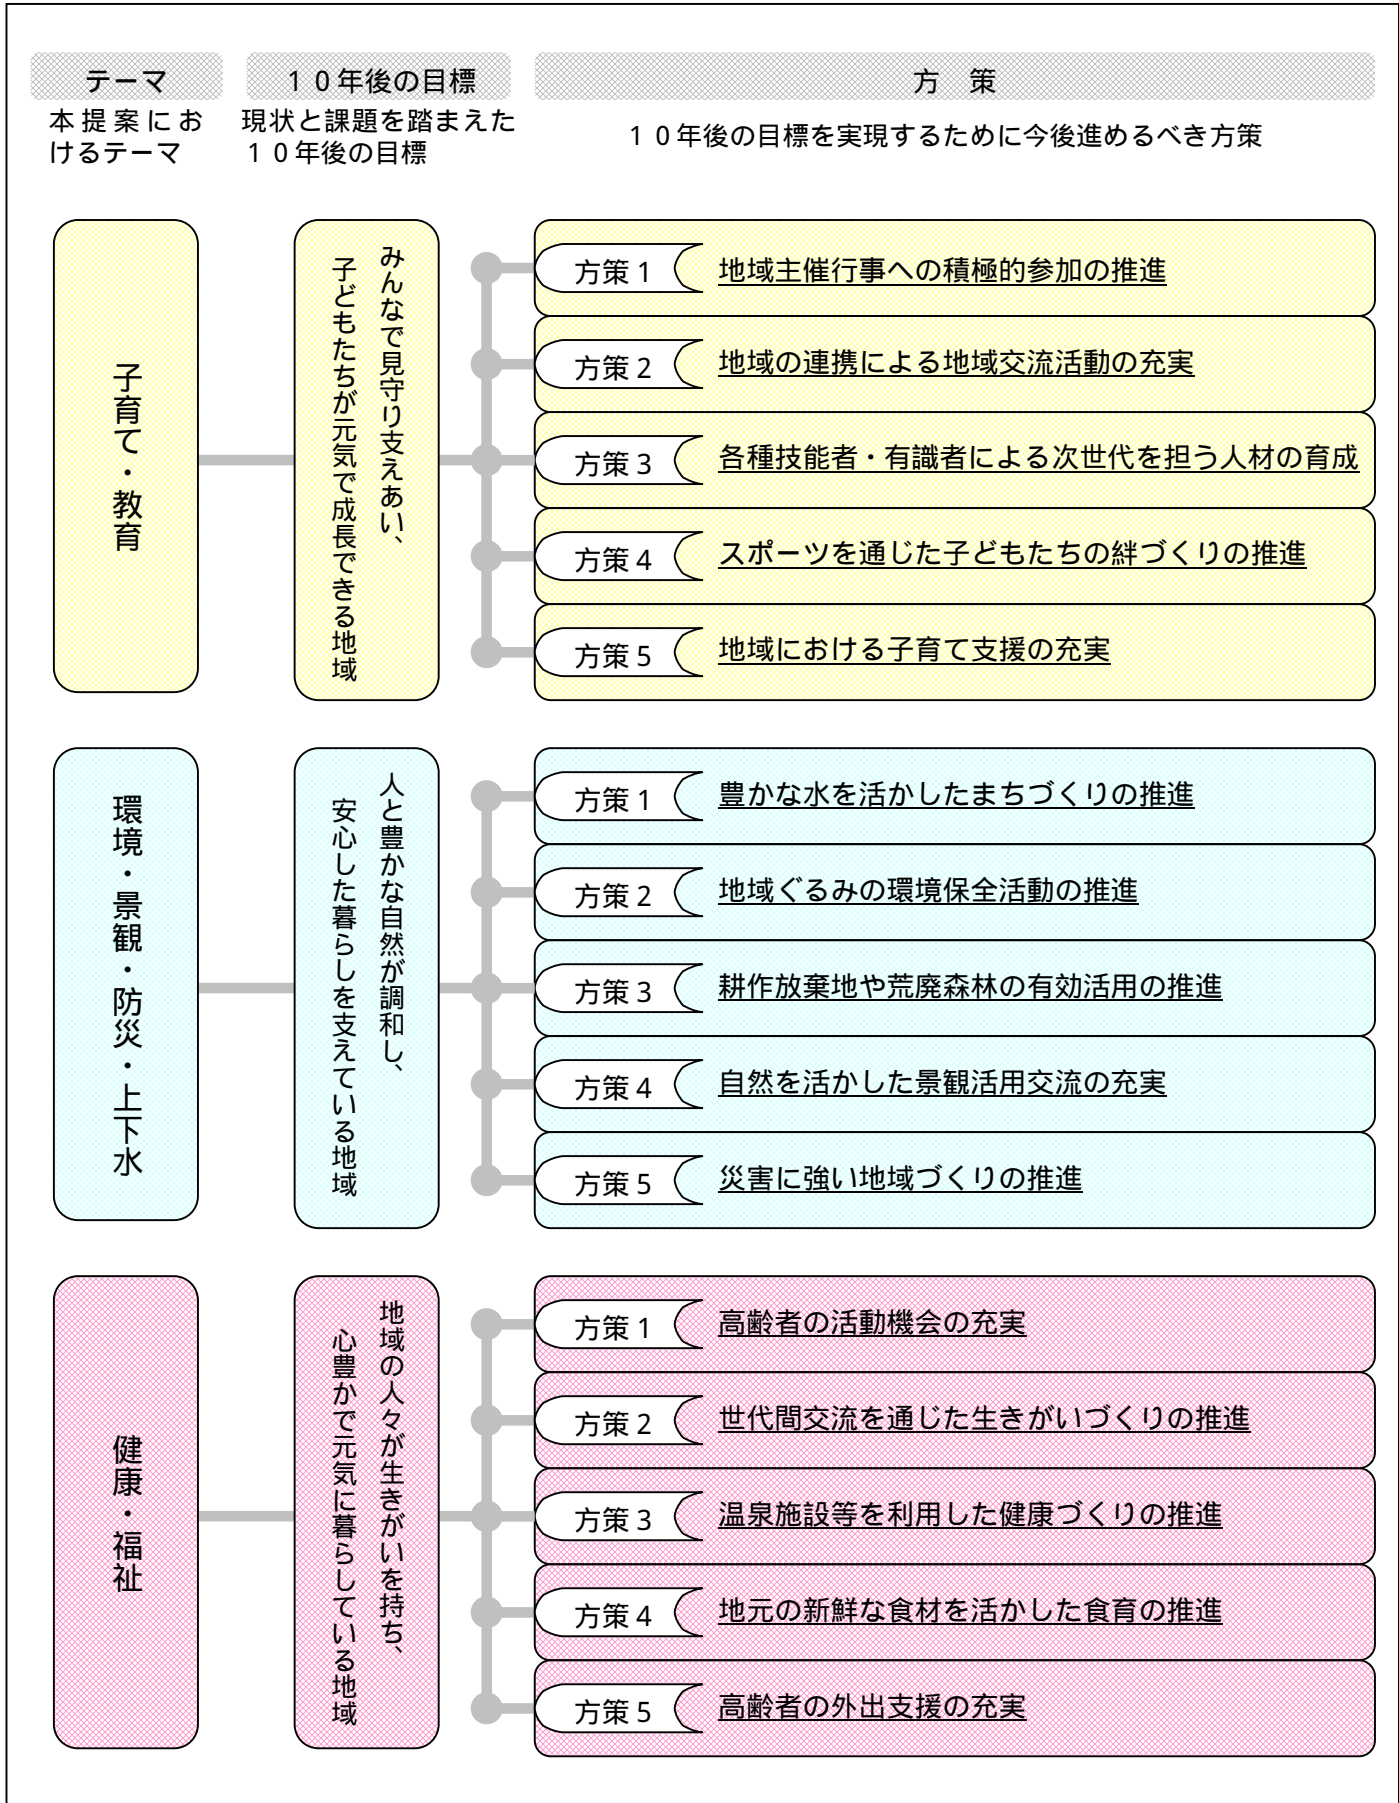 テーマ
１０年後の目標
方　策
本提案にお
けるテーマ
現状と課題を踏まえた
１０年後の目標
１０年後の目標を実現するために今後進めるべき方策
子育て・教育
みんなで見守り支えあい、
子どもたちが元気で成長できる地域
方策1 地域主催行事への積極的参加の推進
方策2 地域の連携による地域交流活動の充実
方策3 各種技能者・有識者による次世代を担う人材の育成
方策4 スポーツを通じた子どもたちの絆づくりの推進
方策5 地域における子育て支援の充実
環境・景観・防災・上下水
人と豊かな自然が調和し、
安心した暮らしを支えている地域
方策1 豊かな水を活かしたまちづくりの推進
方策2 地域ぐるみの環境保全活動の推進
方策3 耕作放棄地や荒廃森林の有効活用の推進
方策4 自然を活かした景観活用交流の充実
方策5 災害に強い地域づくりの推進
健康・福祉
地域の人々が生きがいを持ち、
心豊かで元気に暮らしている地域
方策1 高齢者の活動機会の充実
方策2 世代間交流を通じた生きがいづくりの推進
方策3 温泉施設等を利用した健康づくりの推進
方策4 地元の新鮮な食材を活かした食育の推進
方策5 高齢者の外出支援の充実